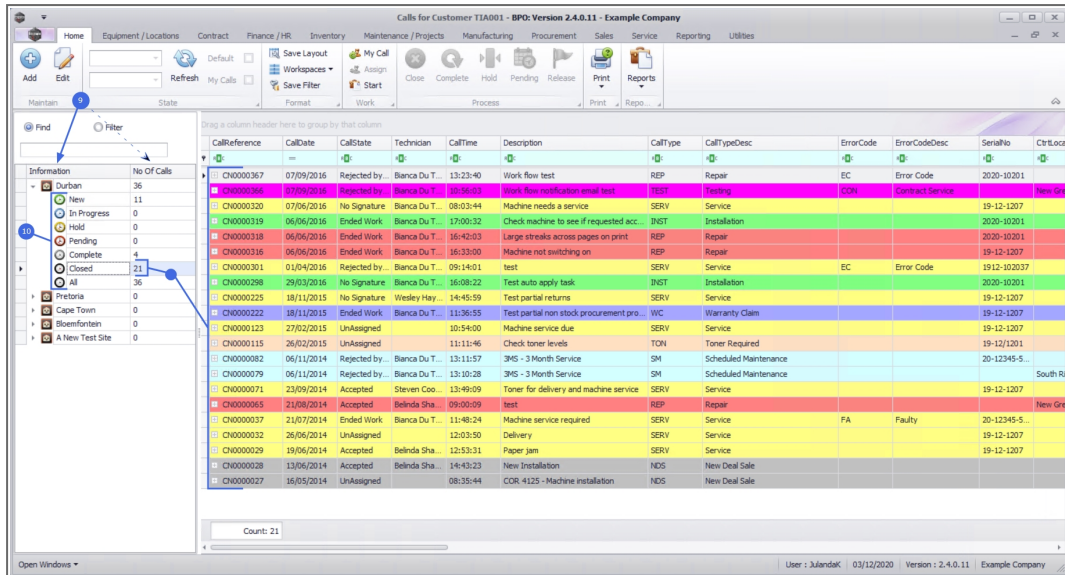 Calls for Customer TIA001 - BPO: Version 2.4.0.11 - Example Company
Home Equipment / Locations Contract Finance / HR Inventory Maintenance / Projects Manufacturing Procurement Sales Service Reporting Utilities
Add Edit Refresh Default My Calls Save Layout Workspaces Save Filter My Call Assign Start Close Complete Hold Pending Release Print Reports
Maintain State Format Work Process Print Repo...
9
Find Filter
Drag a column header here to group by that column
CallReference CallDate CallState Technician CallTime Description CallType CallTypeDesc ErrorCode ErrorCodeDesc SerialNo CtrtLoca
Information No Of Calls
Durban 36
New 11
In Progress 0
Hold 0
10
Pending 0
Complete 4
Closed 21
All 36
Pretoria 0
Cape Town 0
Bloemfontein 0
A New Test Site 0
CN0000367 07/09/2016 Rejected by... Bianca Du T... 13:23:40 Work flow test REP Repair EC Error Code 2020-10201
CN0000366 07/09/2016 Rejected by... Bianca Du T... 10:56:03 Work flow notification email test TEST Testing CON Contract Service New Gre
CN0000320 07/06/2016 No Signature Bianca Du T... 08:03:44 Machine needs a service SERV Service 19-12-1207
CN0000319 06/06/2016 Ended Work Bianca Du T... 17:00:32 Check machine to see if requested acc... INST Installation 2020-10201
CN0000318 06/06/2016 Ended Work Bianca Du T... 16:42:03 Large streaks across pages on print REP Repair 2020-10201
CN0000316 06/06/2016 Ended Work Bianca Du T... 16:33:00 Machine not switching on REP Repair 19-12-1207
CN0000301 01/04/2016 Rejected by... Bianca Du T... 09:14:01 test SERV Service EC Error Code 1912-102037
CN0000298 29/03/2016 No Signature Bianca Du T... 16:08:22 Test auto apply task INST Installation 19-12-1207
CN0000225 18/11/2015 No Signature Wesley Hay... 14:45:59 Test partial returns SERV Service 19-12-1207
CN0000222 18/11/2015 Ended Work Bianca Du T... 11:36:55 Test partial non stock procurement pro... WC Warranty Claim 19-12-1207
CN0000123 27/02/2015 UnAssigned 10:54:00 Machine service due SERV Service 19-12-1207
CN0000115 26/02/2015 UnAssigned 11:11:46 Check toner levels TON Toner Required 19-12/1201
CN0000082 06/11/2014 Rejected by... Bianca Du T... 13:11:57 3MS - 3 Month Service SM Scheduled Maintenance 20-12345-5...
CN0000079 06/11/2014 Rejected by... Bianca Du T... 13:10:28 3MS - 3 Month Service SM Scheduled Maintenance South Ri
CN0000071 23/09/2014 Accepted Steven Coo... 13:49:09 Toner for delivery and machine service SERV Service 19-12-1207
CN0000065 21/08/2014 Accepted Belinda Sha... 09:00:09 test REP Repair New Gre
CN0000037 21/07/2014 Ended Work Bianca Du T... 11:48:24 Machine service required SERV Service FA Faulty 20-12345-5...
CN0000032 26/06/2014 UnAssigned 12:03:50 Delivery SERV Service 19-12-1207
CN0000029 19/06/2014 Accepted Belinda Sha... 12:53:31 Paper jam SERV Service 19-12-1207
CN0000028 13/06/2014 Accepted Belinda Sha... 14:43:23 New Installation NDS New Deal Sale
CN0000027 16/05/2014 UnAssigned 08:35:44 COR 4125 - Machine installation NDS New Deal Sale
Count: 21
Open Windows User : JulandaK 03/12/2020 Version : 2.4.0.11 Example Company